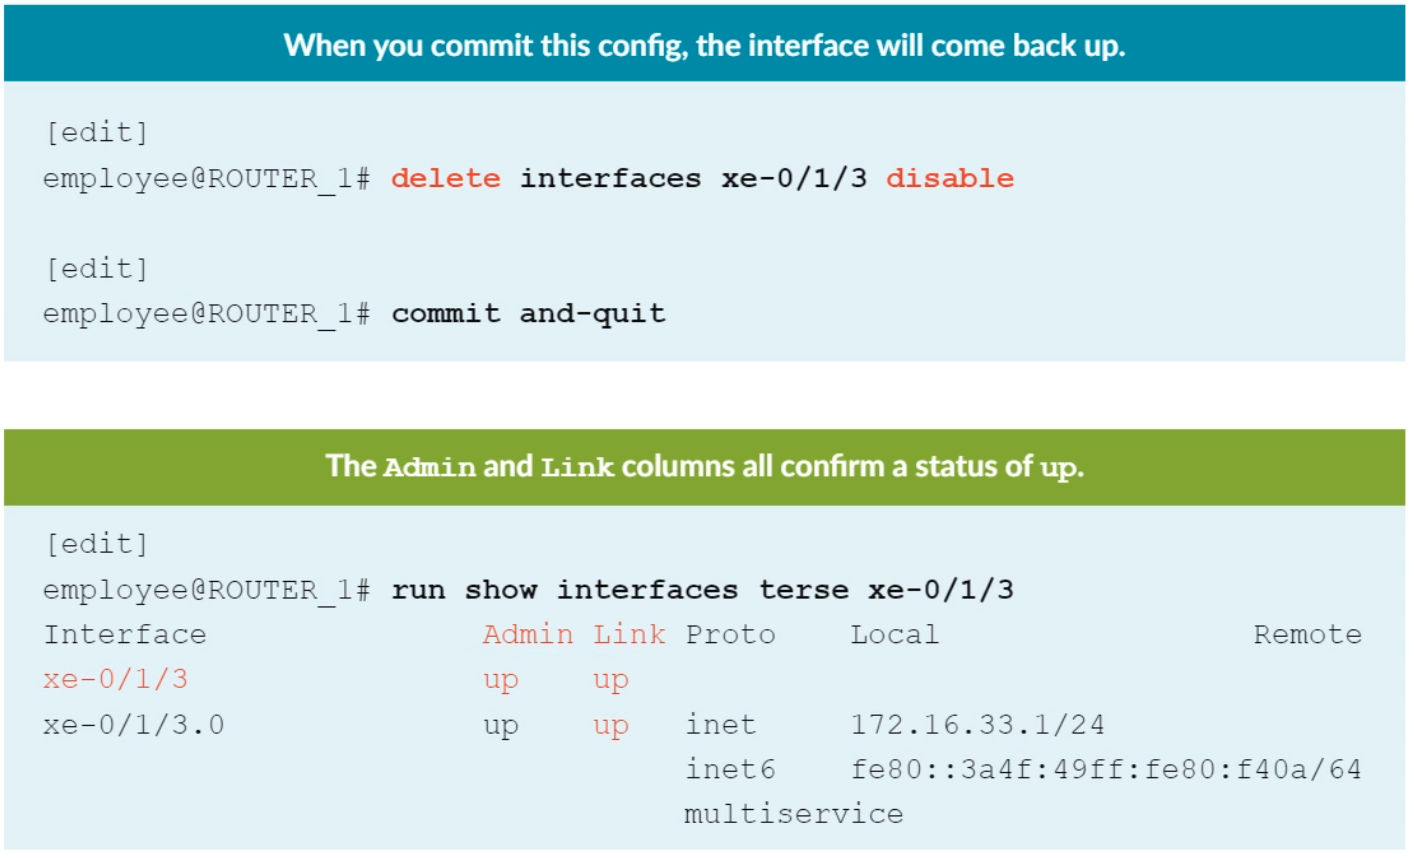 When you commit this config, the interface will come back up.
[edit]
employee@ROUTER_1# delete interfaces xe-0/1/3 disable
[edit]
employee@ROUTER_1# commit and-quit
The Admin and Link columns all confirm a status of up.
[edit]
employee@ROUTER_1# run show interfaces terse xe-0/1/3
Interface Admin Link Proto Local Remote
xe-0/1/3 up up
xe-0/1/3.0 up up inet 172.16.33.1/24
inet6 fe80::3a4f:49ff:fe80:f40a/64
multiservice